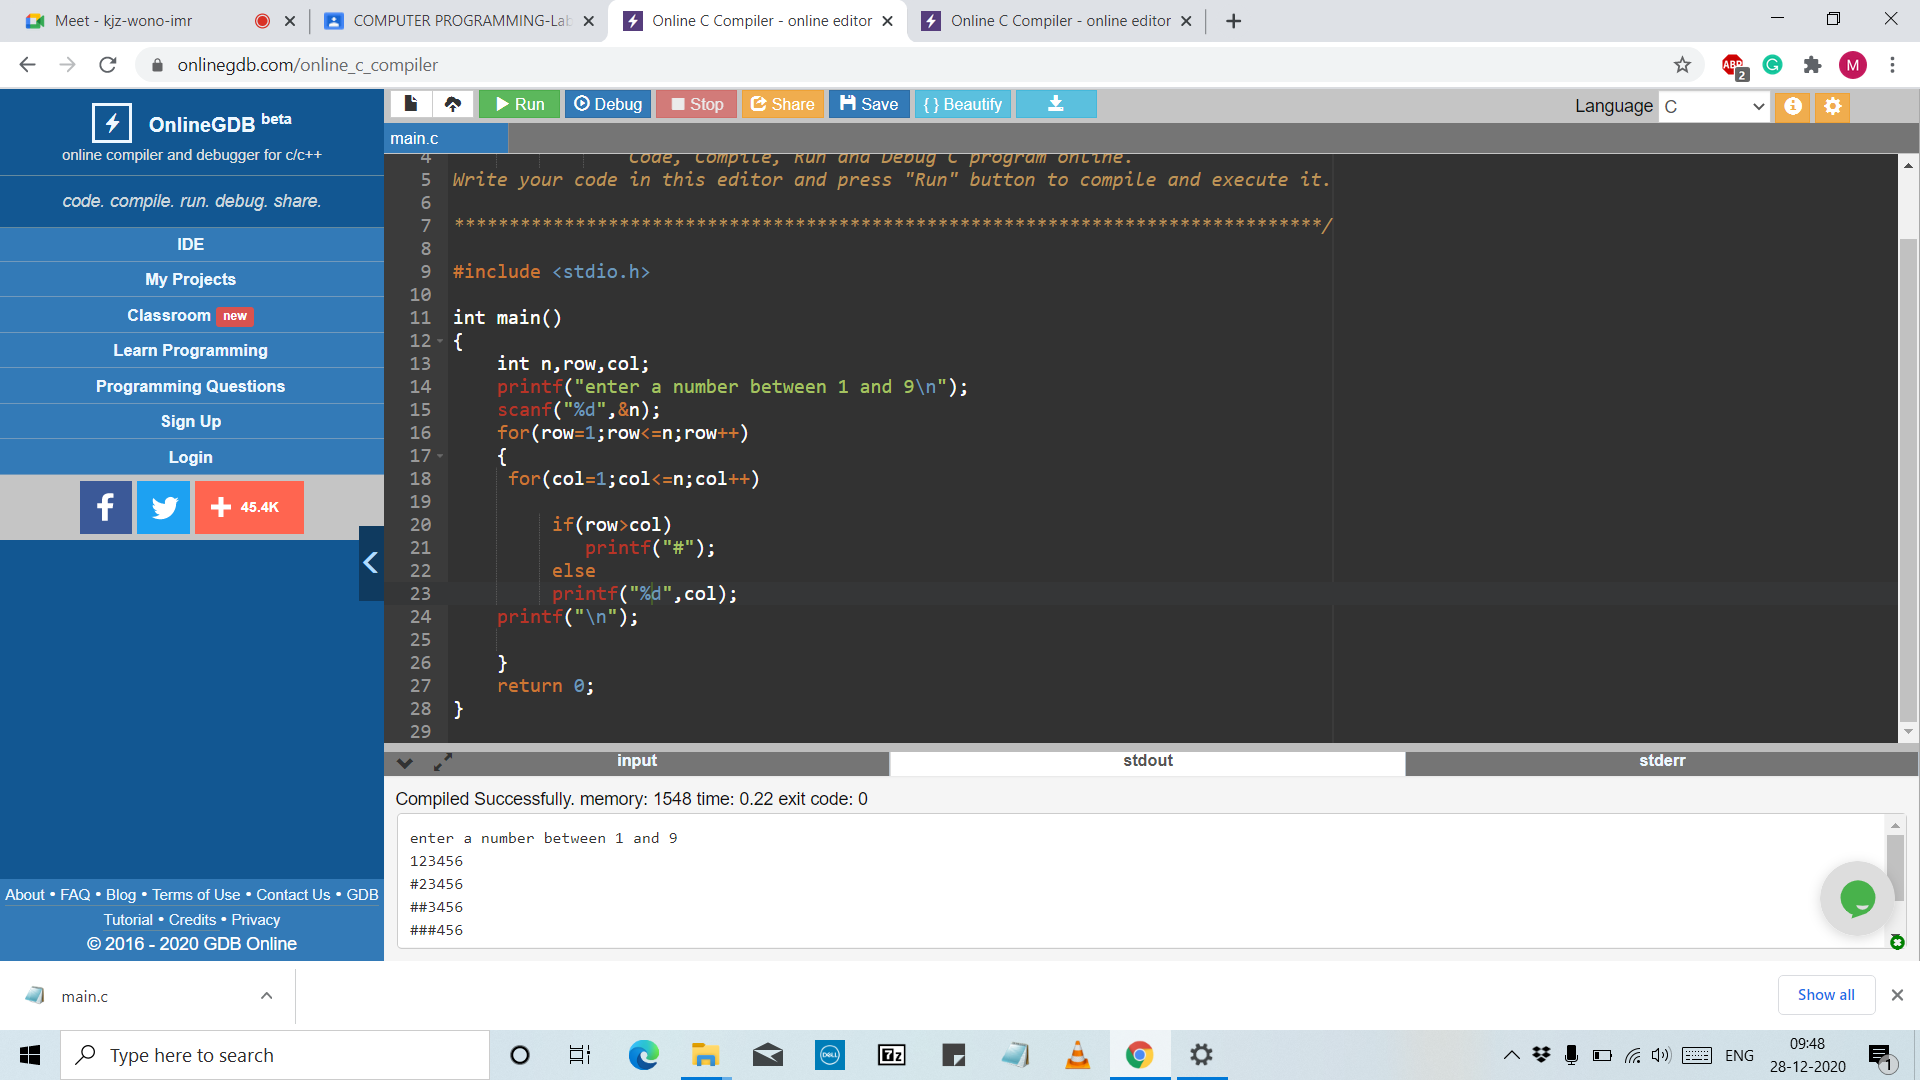 Meet - kjz-wono-imr
COMPUTER PROGRAMMING-Lab
Online C Compiler - online editor
Online C Compiler - online editor
onlinegdb.com/online_c_compiler
ABP 2
M
OnlineGDB beta
online compiler and debugger for c/c++
code. compile. run. debug. share.
IDE
My Projects
Classroom new
Learn Programming
Programming Questions
Sign Up
Login
f
45.4K
About • FAQ • Blog • Terms of Use • Contact Us • GDB
Tutorial • Credits • Privacy
© 2016 - 2020 GDB Online
Run Debug Stop Share Save { } Beautify
Language C
main.c
4 Code, Compile, Run and Debug C program online.
5 Write your code in this editor and press "Run" button to compile and execute it.
6
7 *******************************************************************************/
8
9 #include <stdio.h>
10
11 int main()
12 {
13 int n,row,col;
14 printf("enter a number between 1 and 9\n");
15 scanf("%d",&n);
16 for(row=1;row<=n;row++)
17 {
18 for(col=1;col<=n;col++)
19
20 if(row>col)
21 printf("#");
22 else
23 printf("%d",col);
24 printf("\n");
25
26 }
27 return 0;
28 }
29
input stdout stderr
Compiled Successfully. memory: 1548 time: 0.22 exit code: 0
enter a number between 1 and 9
123456
#23456
##3456
###456
main.c
Show all
Type here to search
DELL
7z
ENG
09:48
28-12-2020
1